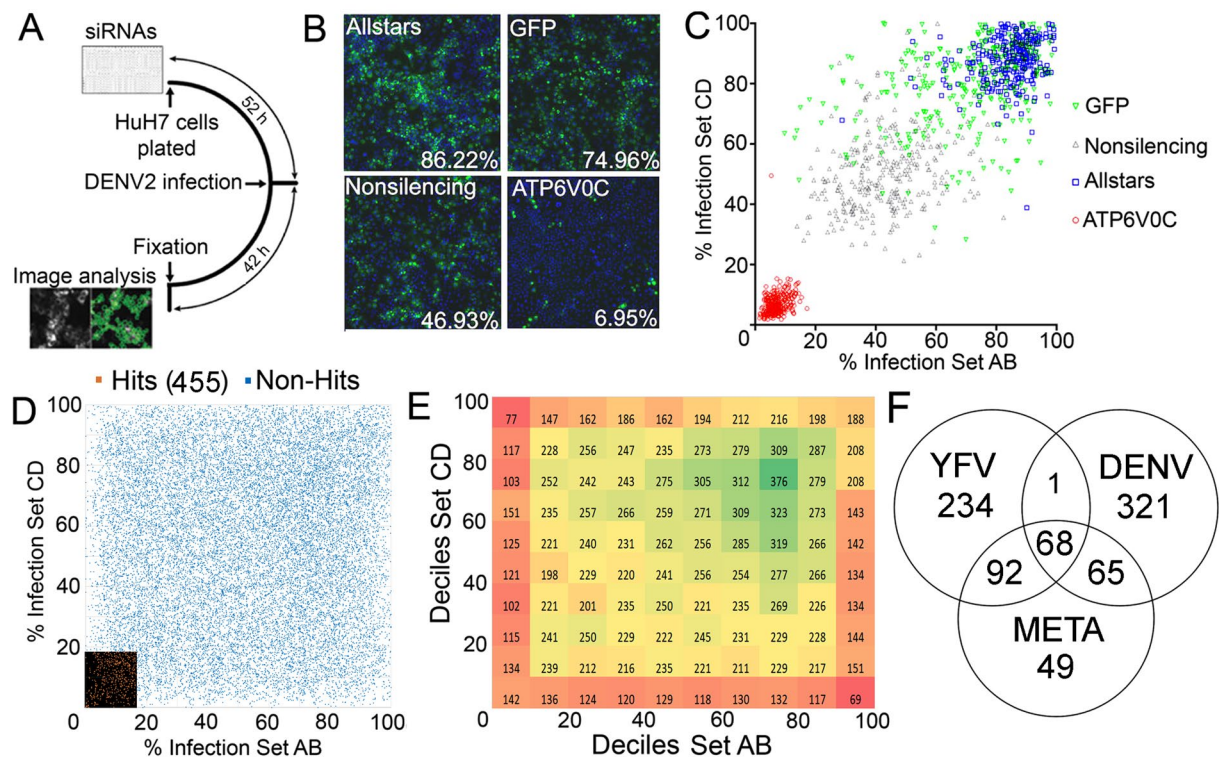 A
siRNAs
52 h
HuH7 cells
plated
DENV2 infection
Fixation
42 h
Image analysis
B
Allstars
86.22%
GFP
74.96%
Nonsilencing
46.93%
ATP6V0C
6.95%
C
% Infection Set CD
100
80
60
40
20
0 20 40 60 80 100
% Infection Set AB
GFP
Nonsilencing
Allstars
ATP6V0C
Hits (455) Non-Hits
D
% Infection Set CD
100
80
60
40
20
0 20 40 60 80 100
% Infection Set AB
E
Deciles Set CD
100
80
60
40
20
77 147 162 186 162 194 212 216 198 188
117 228 256 247 235 273 279 309 287 208
103 252 242 243 275 305 312 376 279 208
151 235 257 266 259 271 309 323 273 143
125 221 240 231 262 256 285 319 266 142
121 198 229 220 241 256 254 277 266 134
102 221 201 235 250 221 235 269 226 134
115 241 250 229 222 245 231 229 228 144
134 239 212 216 235 221 211 229 217 151
142 136 124 120 129 118 130 132 117 69
0 20 40 60 80 100
Deciles Set AB
F
YFV
234
1
DENV
321
68
92
65
META
49